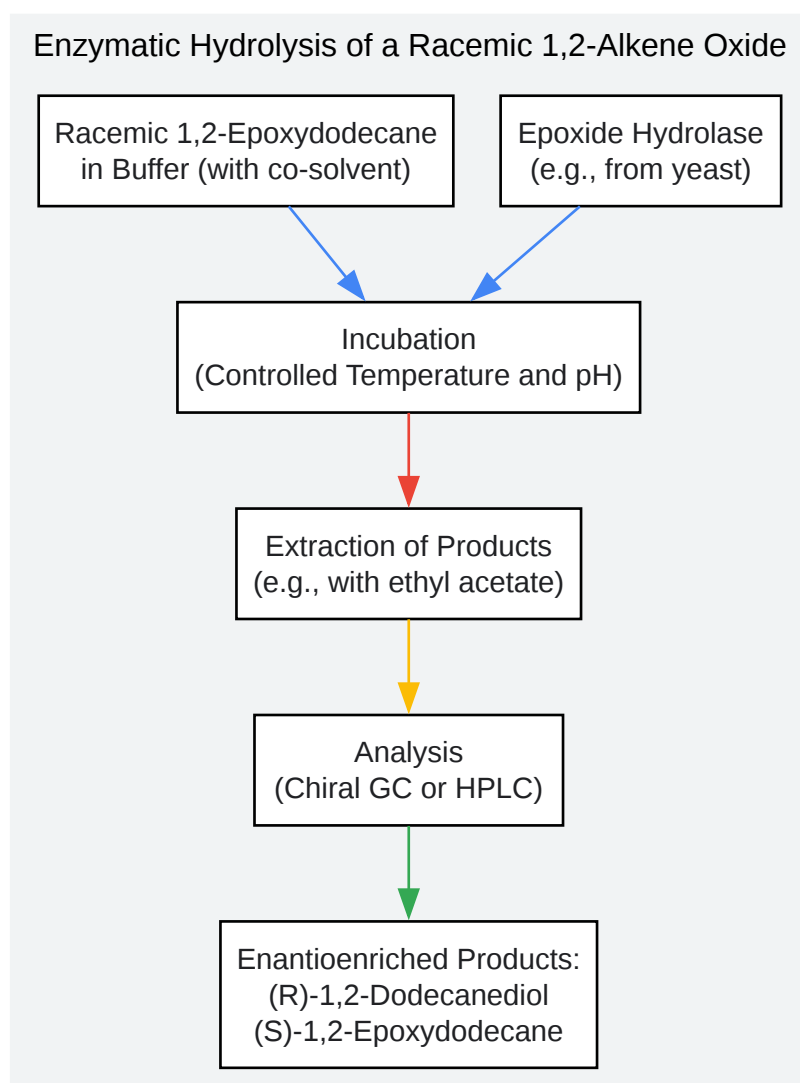 Enzymatic Hydrolysis of a Racemic 1,2-Alkene Oxide
Racemic 1,2-Epoxydodecane
in Buffer (with co-solvent)
Epoxide Hydrolase
(e.g., from yeast)
Incubation
(Controlled Temperature and pH)
Extraction of Products
(e.g., with ethyl acetate)
Analysis
(Chiral GC or HPLC)
Enantioenriched Products:
(R)-1,2-Dodecanediol
(S)-1,2-Epoxydodecane